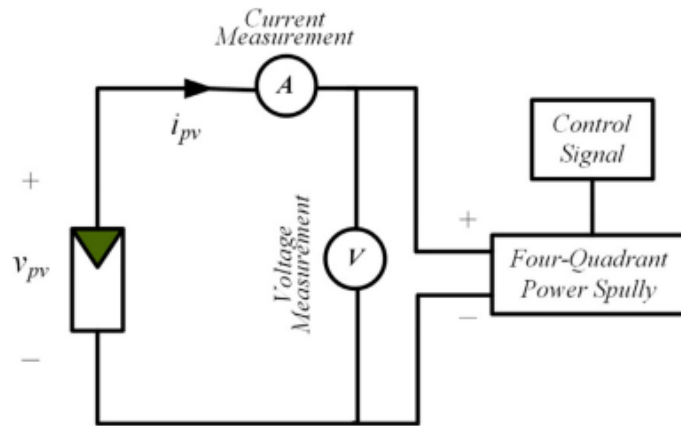 Current
Measurement
A
i_pv
+
v_pv
−
Voltage
Measurement
V
+
−
Control
Signal
Four-Quadrant
Power Spully